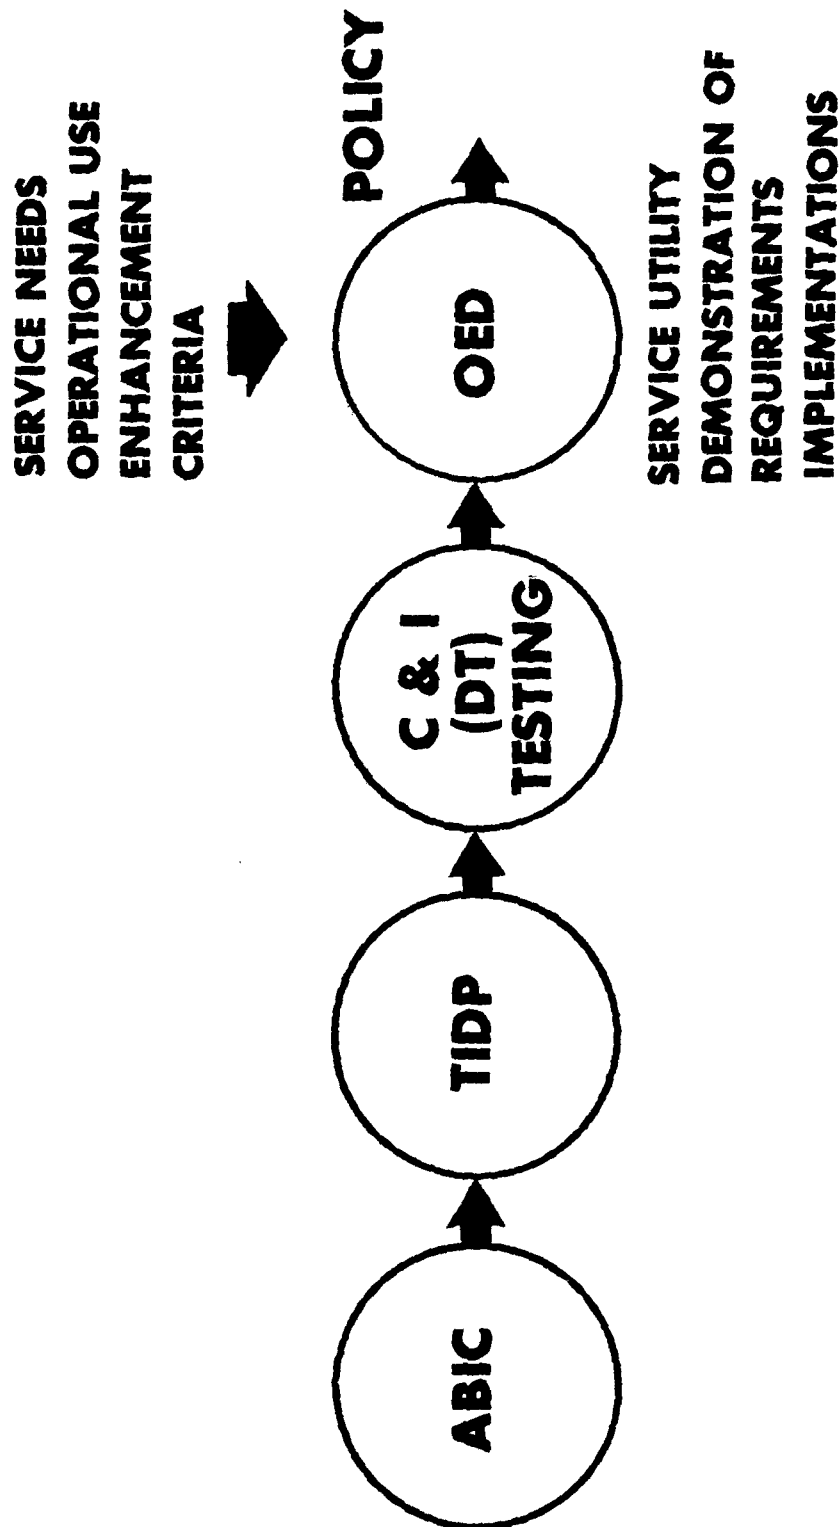 SERVICE NEEDS
OPERATIONAL USE
ENHANCEMENT
CRITERIA
POLICY
ABIC
TIDP
C & I
(DT)
TESTING
OED
SERVICE UTILITY
DEMONSTRATION OF
REQUIREMENTS
IMPLEMENTATIONS